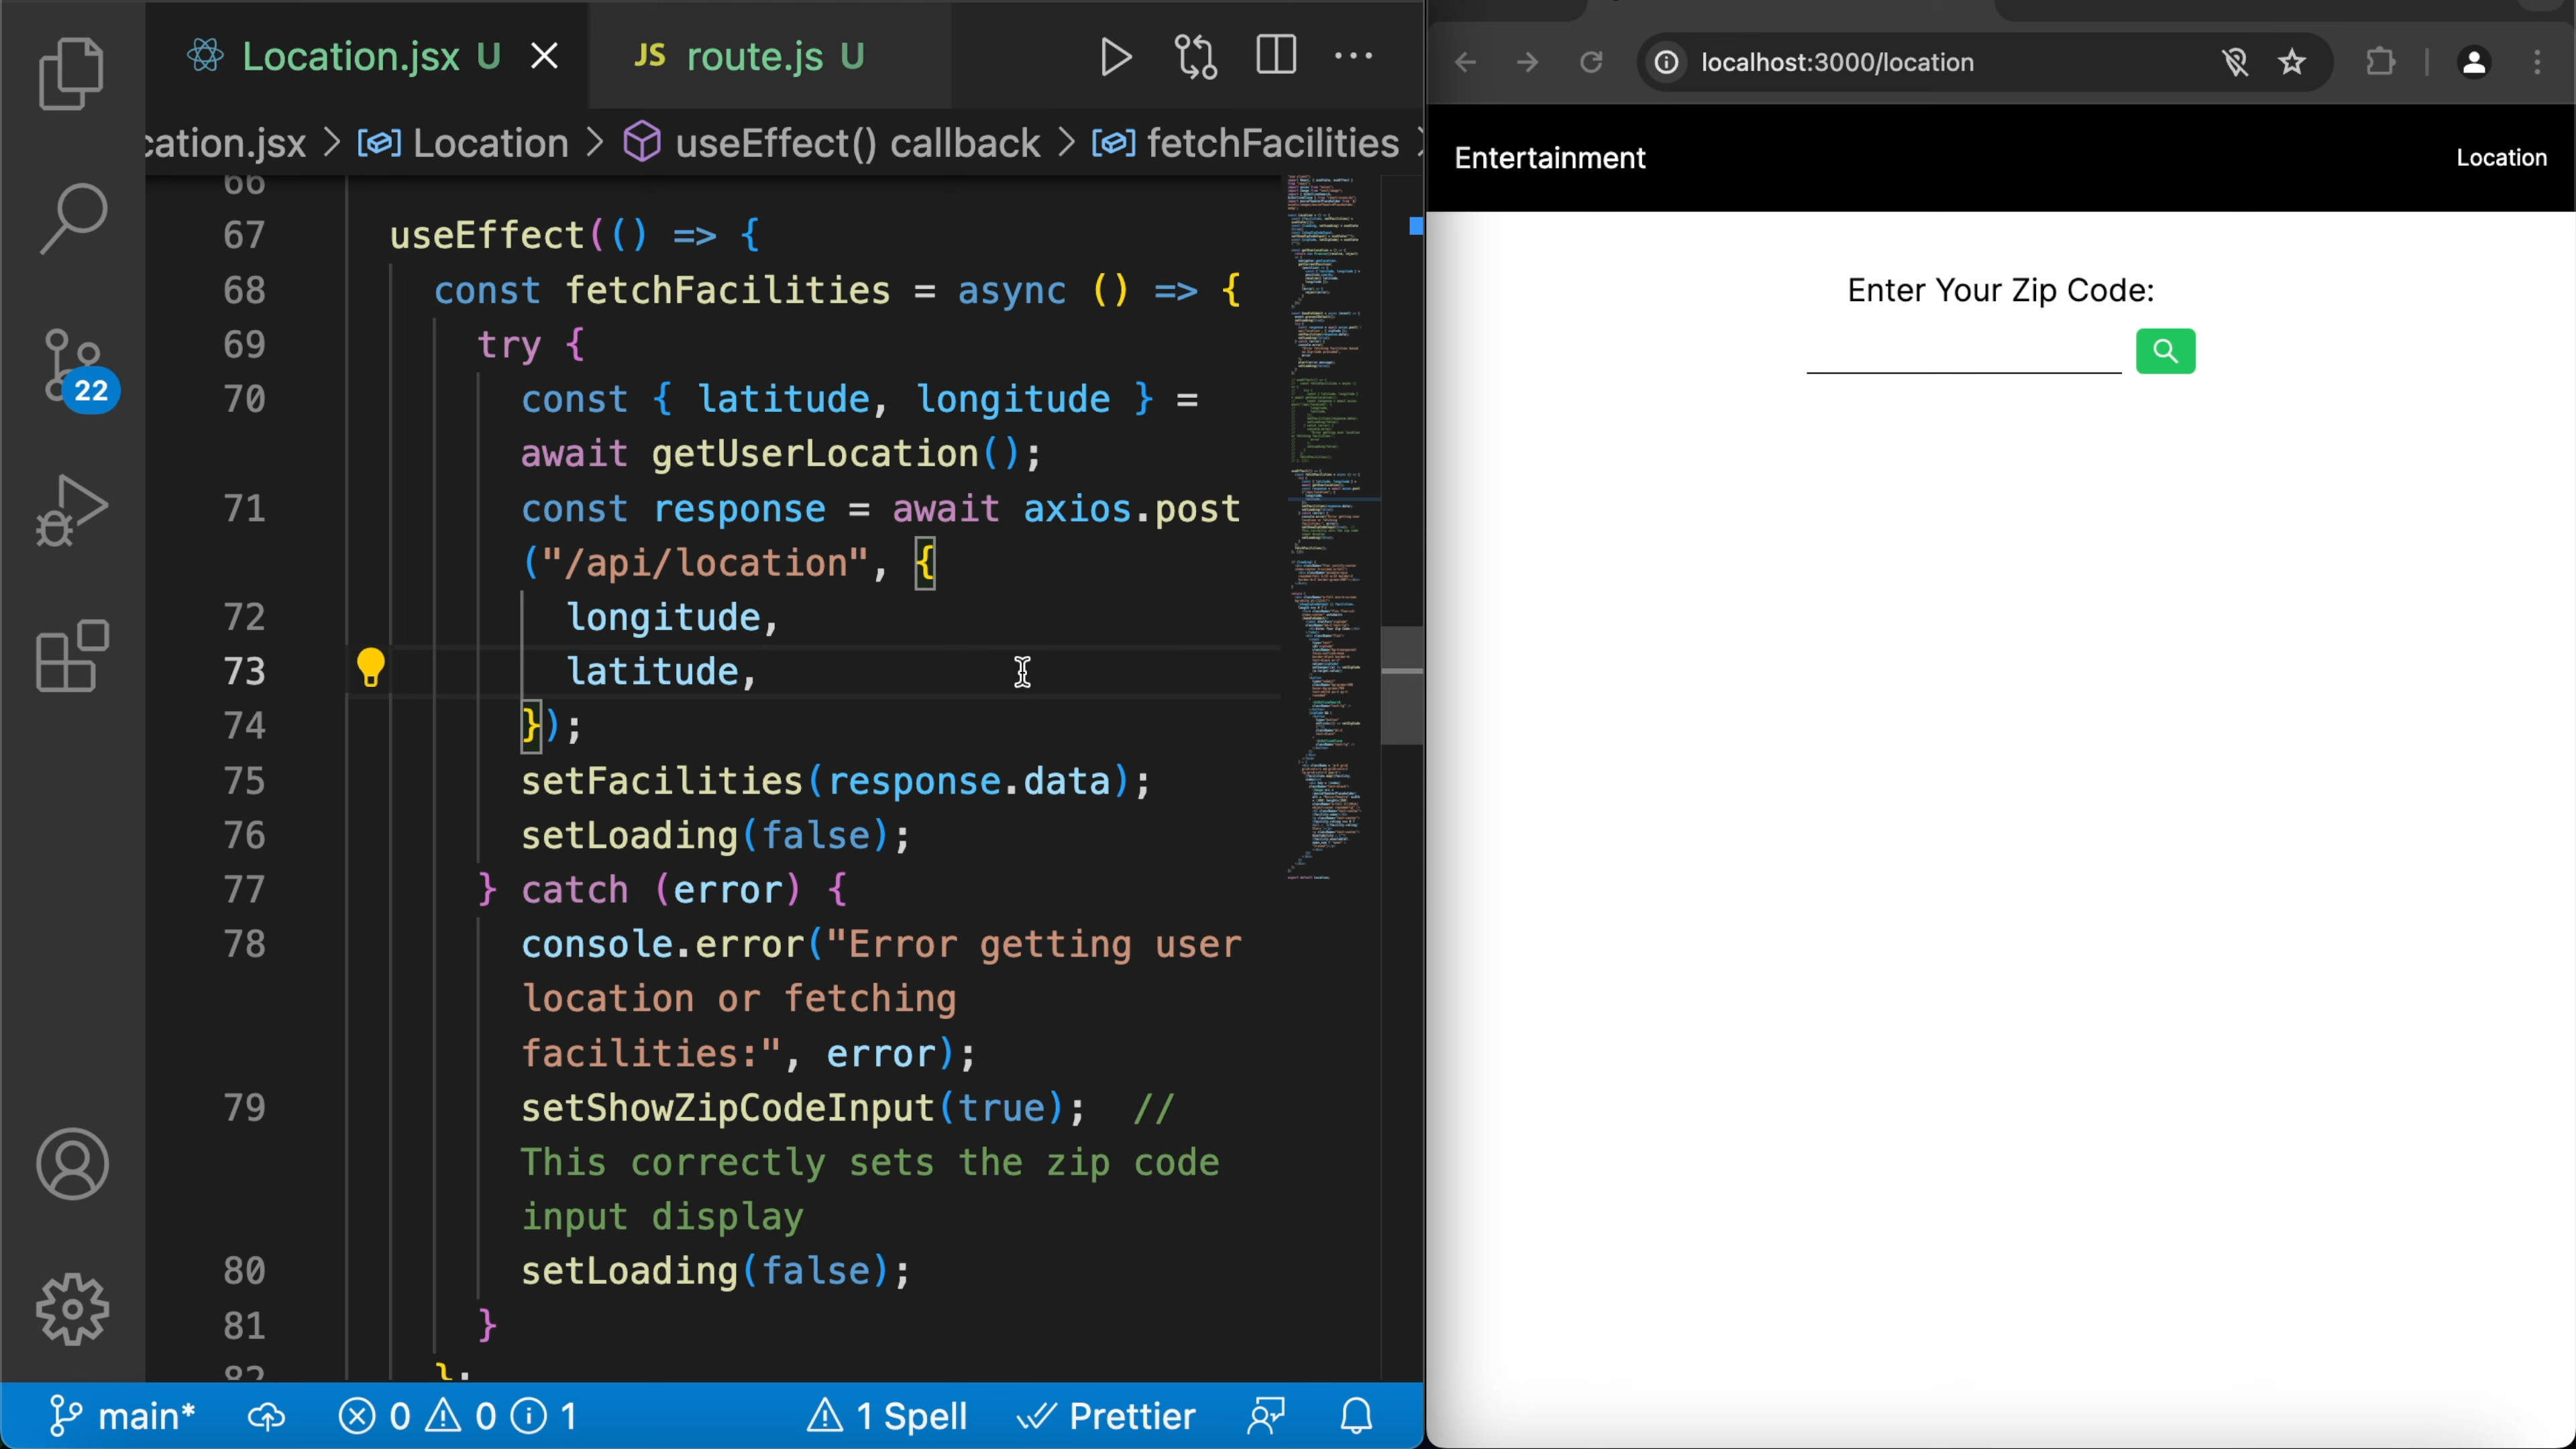 Location.jsx U
JS route.js U
cation.jsx > Location > useEffect() callback > fetchFacilities >
66
67 useEffect(() => {
68 const fetchFacilities = async () => {
69 try {
70 const { latitude, longitude } =
await getUserLocation();
71 const response = await axios.post
("/api/location", {
72 longitude,
73 latitude,
74 });
75 setFacilities(response.data);
76 setLoading(false);
77 } catch (error) {
78 console.error("Error getting user
location or fetching
facilities:", error);
79 setShowZipCodeInput(true); //
This correctly sets the zip code
input display
80 setLoading(false);
81 }
82 };
22
main* 0 0 1 1 Spell Prettier
localhost:3000/location
Entertainment
Location
Enter Your Zip Code: